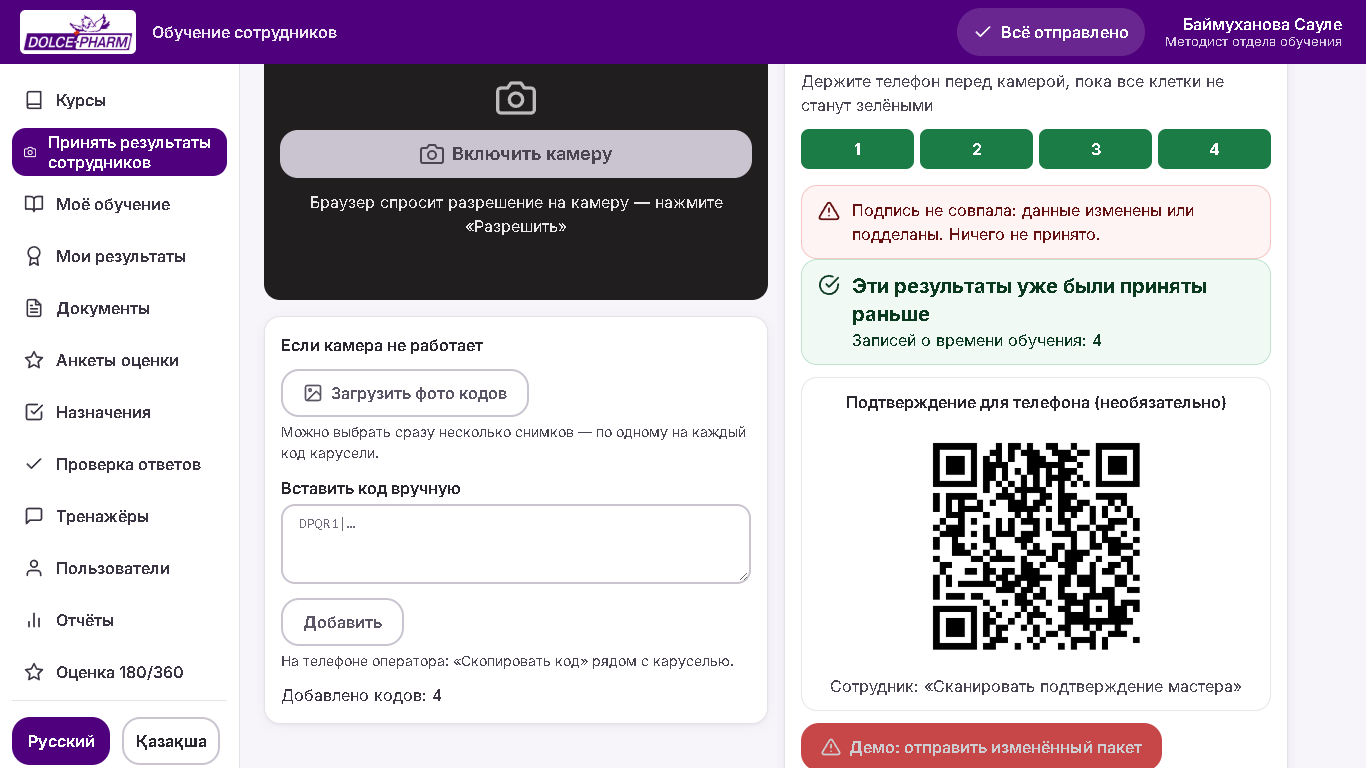 DOLCE-PHARM
Обучение сотрудников
Всё отправлено
Баймуханова Сауле
Методист отдела обучения
Курсы
Принять результаты
сотрудников
Моё обучение
Мои результаты
Документы
Анкеты оценки
Назначения
Проверка ответов
Тренажёры
Пользователи
Отчёты
Оценка 180/360
Русский
Қазақша
Включить камеру
Браузер спросит разрешение на камеру — нажмите
«Разрешить»
Если камера не работает
Загрузить фото кодов
Можно выбрать сразу несколько снимков — по одному на каждый
код карусели.
Вставить код вручную
DPQR1|…
Добавить
На телефоне оператора: «Скопировать код» рядом с каруселью.
Добавлено кодов: 4
Держите телефон перед камерой, пока все клетки не
станут зелёными
1 2 3 4
Подпись не совпала: данные изменены или
подделаны. Ничего не принято.
Эти результаты уже были приняты
раньше
Записей о времени обучения: 4
Подтверждение для телефона (необязательно)
Сотрудник: «Сканировать подтверждение мастера»
Демо: отправить изменённый пакет